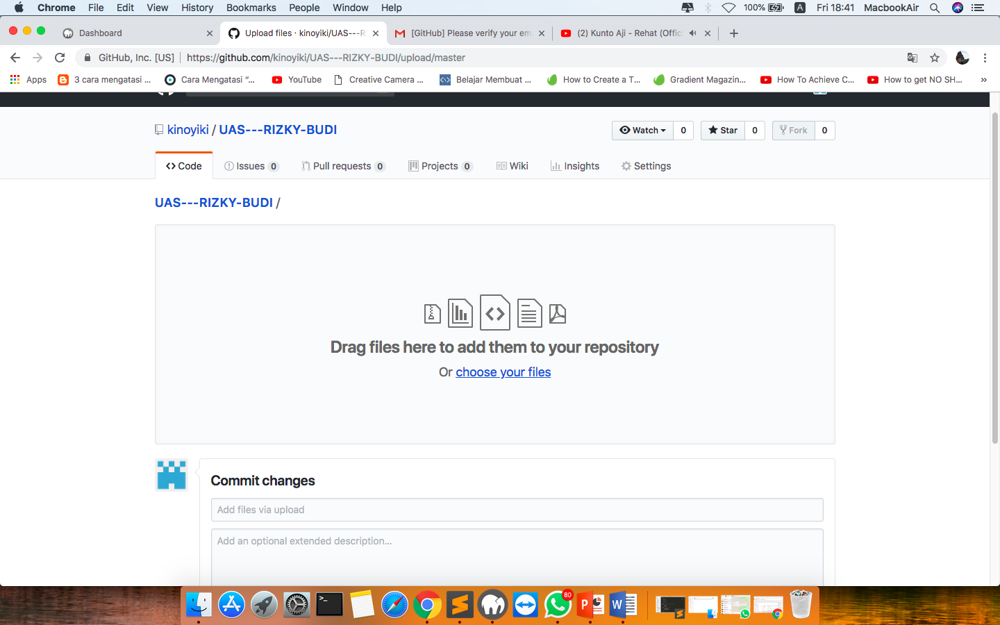 Chrome File Edit View History Bookmarks People Window Help 100% A Fri 18:41 MacbookAir
Dashboard Upload files · kinoyiki/UAS---R [GitHub] Please verify your em (2) Kunto Aji - Rehat (Offic
GitHub, Inc. [US] https://github.com/kinoyiki/UAS---RIZKY-BUDI/upload/master
Apps 3 cara mengatasi ... Cara Mengatasi “... YouTube Creative Camera ... Belajar Membuat ... How to Create a T... Gradient Magazin... How To Achieve C... How to get NO SH... »
kinoyiki / UAS---RIZKY-BUDI Watch 0 Star 0 Fork 0
Code Issues 0 Pull requests 0 Projects 0 Wiki Insights Settings
UAS---RIZKY-BUDI /
Drag files here to add them to your repository
Or choose your files
Commit changes
Add files via upload
Add an optional extended description...
80
P W